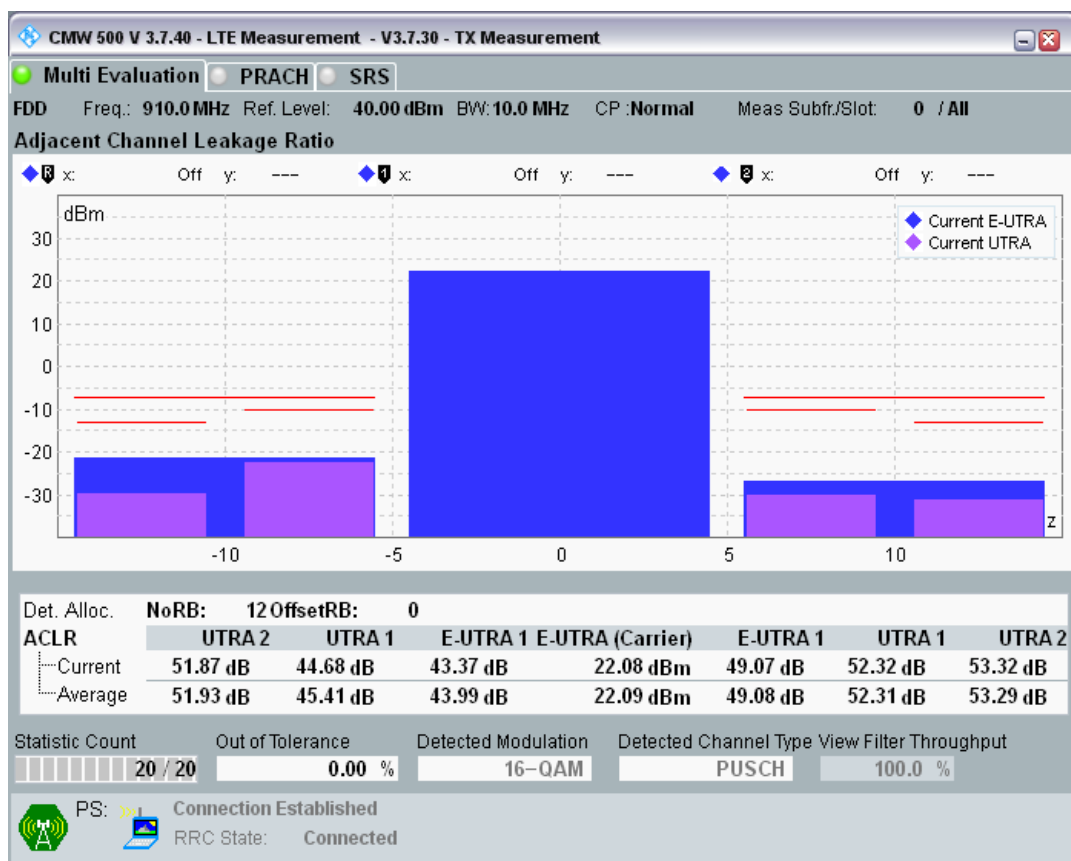 CMW 500 V 3.7.40 - LTE Measurement - V3.7.30 - TX Measurement
Multi Evaluation PRACH SRS
FDD Freq.: 910.0 MHz Ref. Level: 40.00 dBm BW: 10.0 MHz CP :Normal Meas Subfr./Slot: 0 / All
Adjacent Channel Leakage Ratio
R x: Off y: --- 1 x: Off y: --- 2 x: Off y: ---
dBm
Current E-UTRA
Current UTRA
30
20
10
0
-10
-20
-30
z
-10 -5 0 5 10
Det. Alloc. NoRB: 12 OffsetRB: 0
ACLR UTRA 2 UTRA 1 E-UTRA 1 E-UTRA (Carrier) E-UTRA 1 UTRA 1 UTRA 2
Current 51.87 dB 44.68 dB 43.37 dB 22.08 dBm 49.07 dB 52.32 dB 53.32 dB
Average 51.93 dB 45.41 dB 43.99 dB 22.09 dBm 49.08 dB 52.31 dB 53.29 dB
Statistic Count Out of Tolerance Detected Modulation Detected Channel Type View Filter Throughput
20 / 20 0.00 % 16-QAM PUSCH 100.0 %
PS: Connection Established
RRC State: Connected